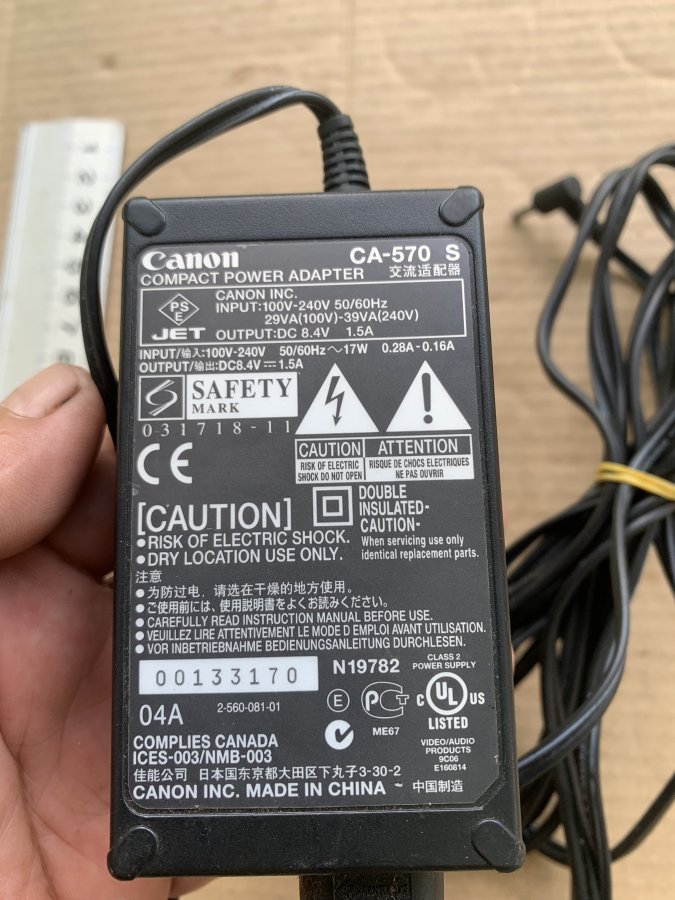 1
2
3
4
5
6
7
8
Canon
CA-570 S
COMPACT POWER ADAPTER 交流适配器
PS
E
JET
CANON INC.
INPUT:100V-240V 50/60Hz
29VA(100V)-39VA(240V)
OUTPUT:DC 8.4V 1.5A
INPUT/输入:100V-240V 50/60Hz～17W 0.28A-0.16A
OUTPUT/输出:DC8.4V⎓1.5A
S SAFETY
MARK
031718-11
CE
CAUTION
RISK OF ELECTRIC
SHOCK DO NOT OPEN
ATTENTION
RISQUE DE CHOCS ELECTRIQUES
NE PAS OUVRIR
[CAUTION]
•RISK OF ELECTRIC SHOCK.
•DRY LOCATION USE ONLY.
DOUBLE
INSULATED-
CAUTION-
When servicing use only
identical replacement parts.
注意
•为防过电，请选在干燥的地方使用。
•ご使用前には、使用説明書をよくお読みください。
•CAREFULLY READ INSTRUCTION MANUAL BEFORE USE.
•VEUILLEZ LIRE ATTENTIVEMENT LE MODE D EMPLOI AVANT UTILISATION.
•VOR INBETRIEBNAHME BEDIENUNGSANLEITUNG DURCHLESEN.
00133170
N19782
CLASS 2
POWER SUPPLY
04A
2-560-081-01
E
PCT
ME67
C UL US
LISTED
VIDEO/AUDIO
PRODUCTS
9C06
E160814
COMPLIES CANADA
ICES-003/NMB-003
佳能公司 日本国东京都大田区下丸子3-30-2
CANON INC. MADE IN CHINA - 中国制造